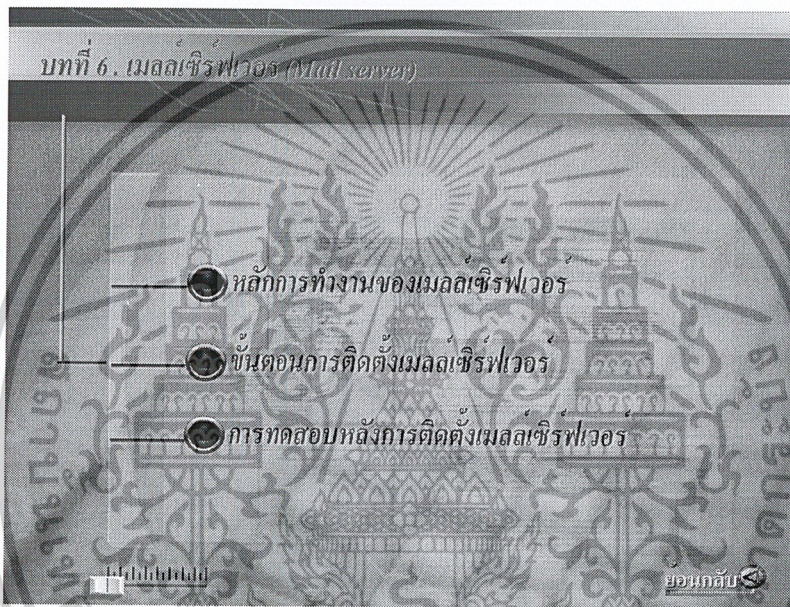 บทที่ 6 . เมลล์เซิร์ฟเวอร์ (Mail server)
หลักการทำงานของเมลล์เซิร์ฟเวอร์
ขั้นตอนการติดตั้งเมลล์เซิร์ฟเวอร์
การทดสอบหลังการติดตั้งเมลล์เซิร์ฟเวอร์
ย้อนกลับ